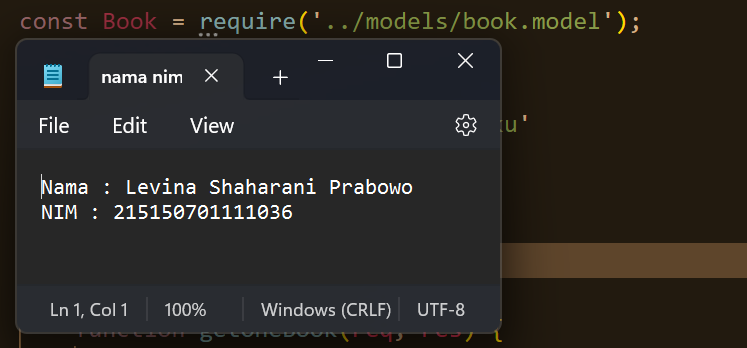 const Book = require('../models/book.model');
nama nim
File Edit View
u'
Nama : Levina Shaharani Prabowo
NIM : 215150701111036
Ln 1, Col 1 100% Windows (CRLF) UTF-8
function getOneBook(req, res) {